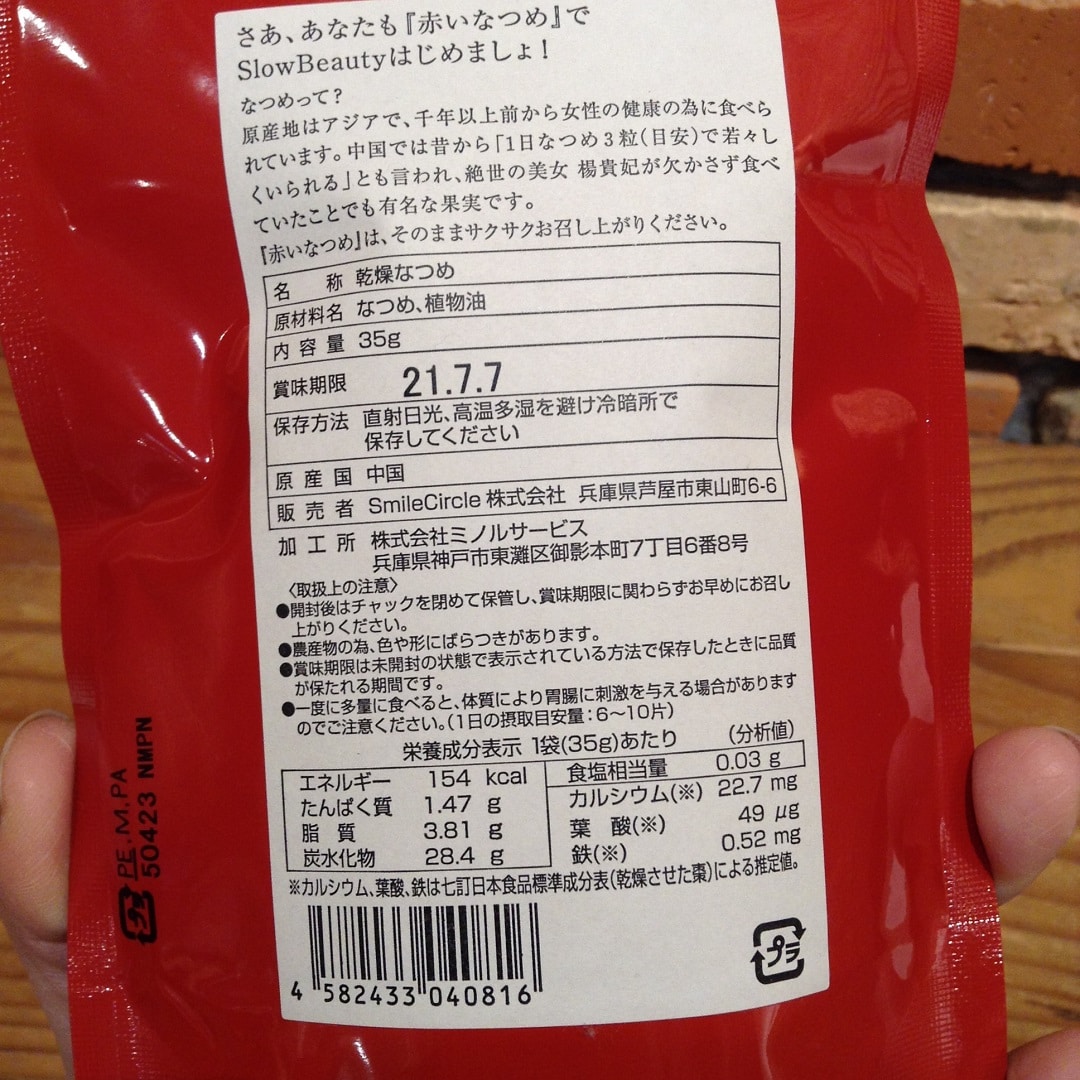 さあ、あなたも『赤いなつめ』で
SlowBeautyはじめましょ!
なつめって?
原産地はアジアで、千年以上前から女性の健康の為に食べら
れています。中国では昔から「1日なつめ3粒(目安)で若々し
くいられる」とも言われ、絶世の美女 楊貴妃が欠かさず食べ
ていたことでも有名な果実です。
『赤いなつめ』は、そのままサクサクお召し上がりください。
名 称 乾燥なつめ
原材料名 なつめ、植物油
内容量 35g
賞味期限 21.7.7
保存方法 直射日光、高温多湿を避け冷暗所で
保存してください
原産国 中国
販売者 SmileCircle株式会社 兵庫県芦屋市東山町6-6
加工所 株式会社ミノルサービス
兵庫県神戸市東灘区御影本町7丁目6番8号
〈取扱上の注意〉
●開封後はチャックを閉めて保管し、賞味期限に関わらずお早めにお召し
上がりください。
●農産物の為、色や形にばらつきがあります。
●賞味期限は未開封の状態で表示されている方法で保存したときに品質
が保たれる期間です。
●一度に多量に食べると、体質により胃腸に刺激を与える場合があります
のでご注意ください。(1日の摂取目安量:6〜10片)
栄養成分表示 1袋(35g)あたり (分析値)
エネルギー 154 kcal
たんぱく質 1.47 g
脂 質 3.81 g
炭水化物 28.4 g
食塩相当量 0.03 g
カルシウム(※) 22.7 mg
葉 酸(※) 49 μg
鉄(※) 0.52 mg
※カルシウム、葉酸、鉄は七訂日本食品標準成分表(乾燥させた棗)による推定値。
4 582433 040816
プラ
プラ PE,M,PA
50423 NMPN